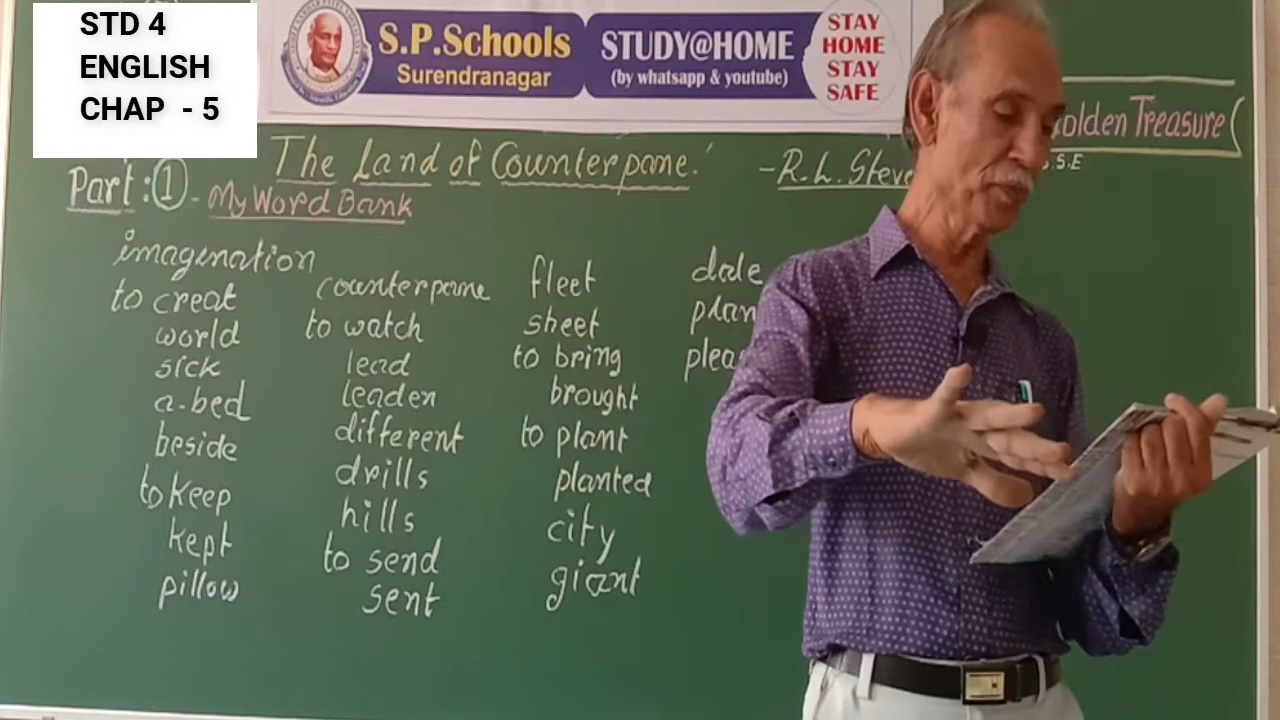 STD 4
ENGLISH
CHAP - 5
S.P.Schools
Surendranagar
STUDY@HOME
(by whatsapp & youtube)
STAY
HOME
STAY
SAFE
The Land of Counterpane.
- R. L. Steve
olden Treasure (
S.E
Part: 1 - My Word Bank
imagination
to creat
world
sick
a-bed
beside
to keep
kept
pillow
counterpane
to watch
lead
leaden
different
drills
hills
to send
sent
fleet
sheet
to bring
brought
to plant
planted
city
giant
dale
plan
pleas